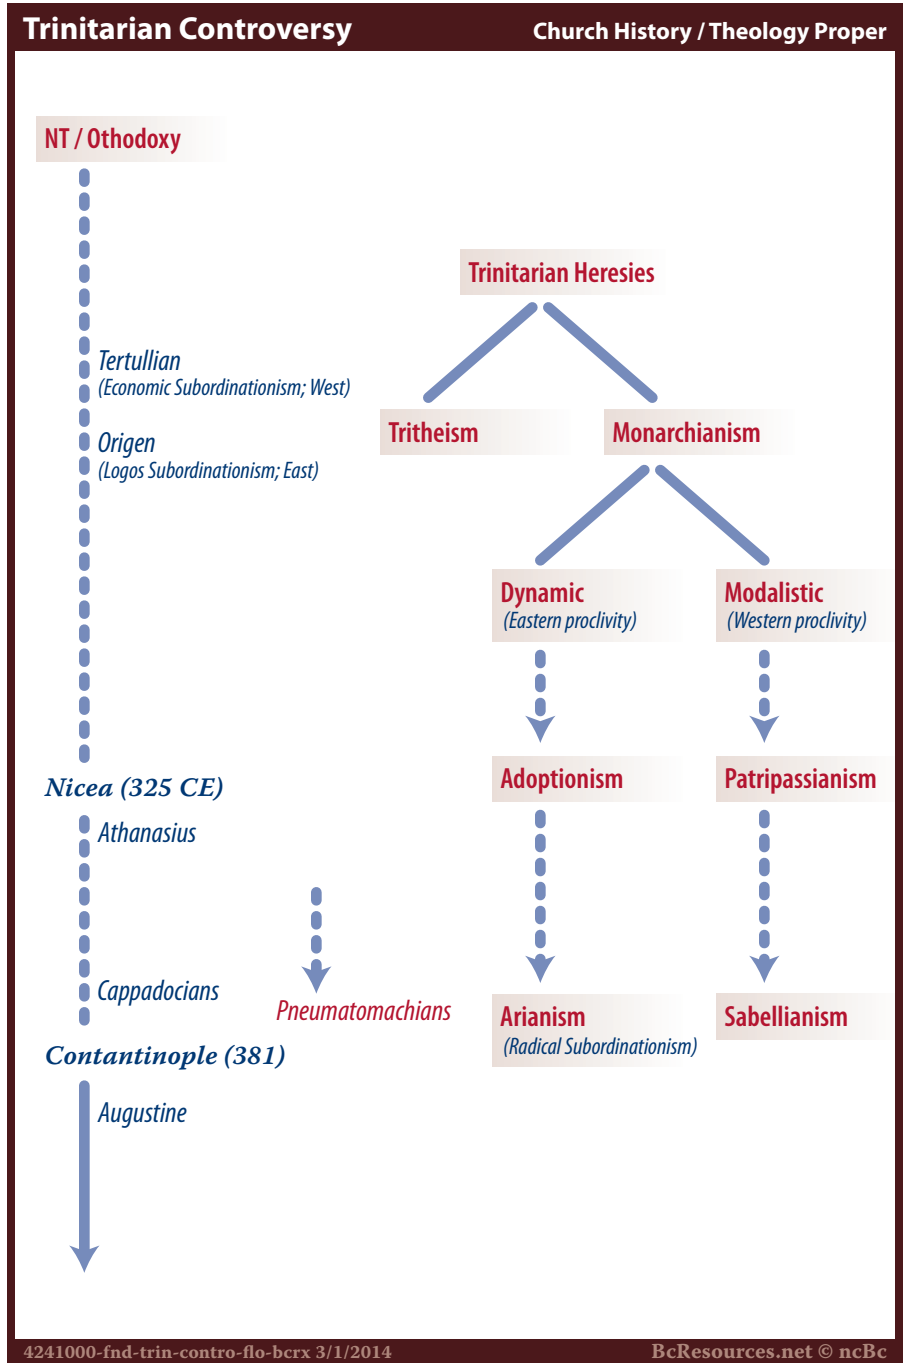 Trinitarian Controversy
Church History / Theology Proper
NT / Othodoxy
Trinitarian Heresies
Tertullian
(Economic Subordinationism; West)
Tritheism
Monarchianism
Origen
(Logos Subordinationism; East)
Dynamic
(Eastern proclivity)
Modalistic
(Western proclivity)
Nicea (325 CE)
Adoptionism
Patripassianism
Athanasius
Cappadocians
Pneumatomachians
Arianism
(Radical Subordinationism)
Sabellianism
Contantinople (381)
Augustine
4241000-fnd-trin-contro-flo-bcrx 3/1/2014
BcResources.net © ncBc